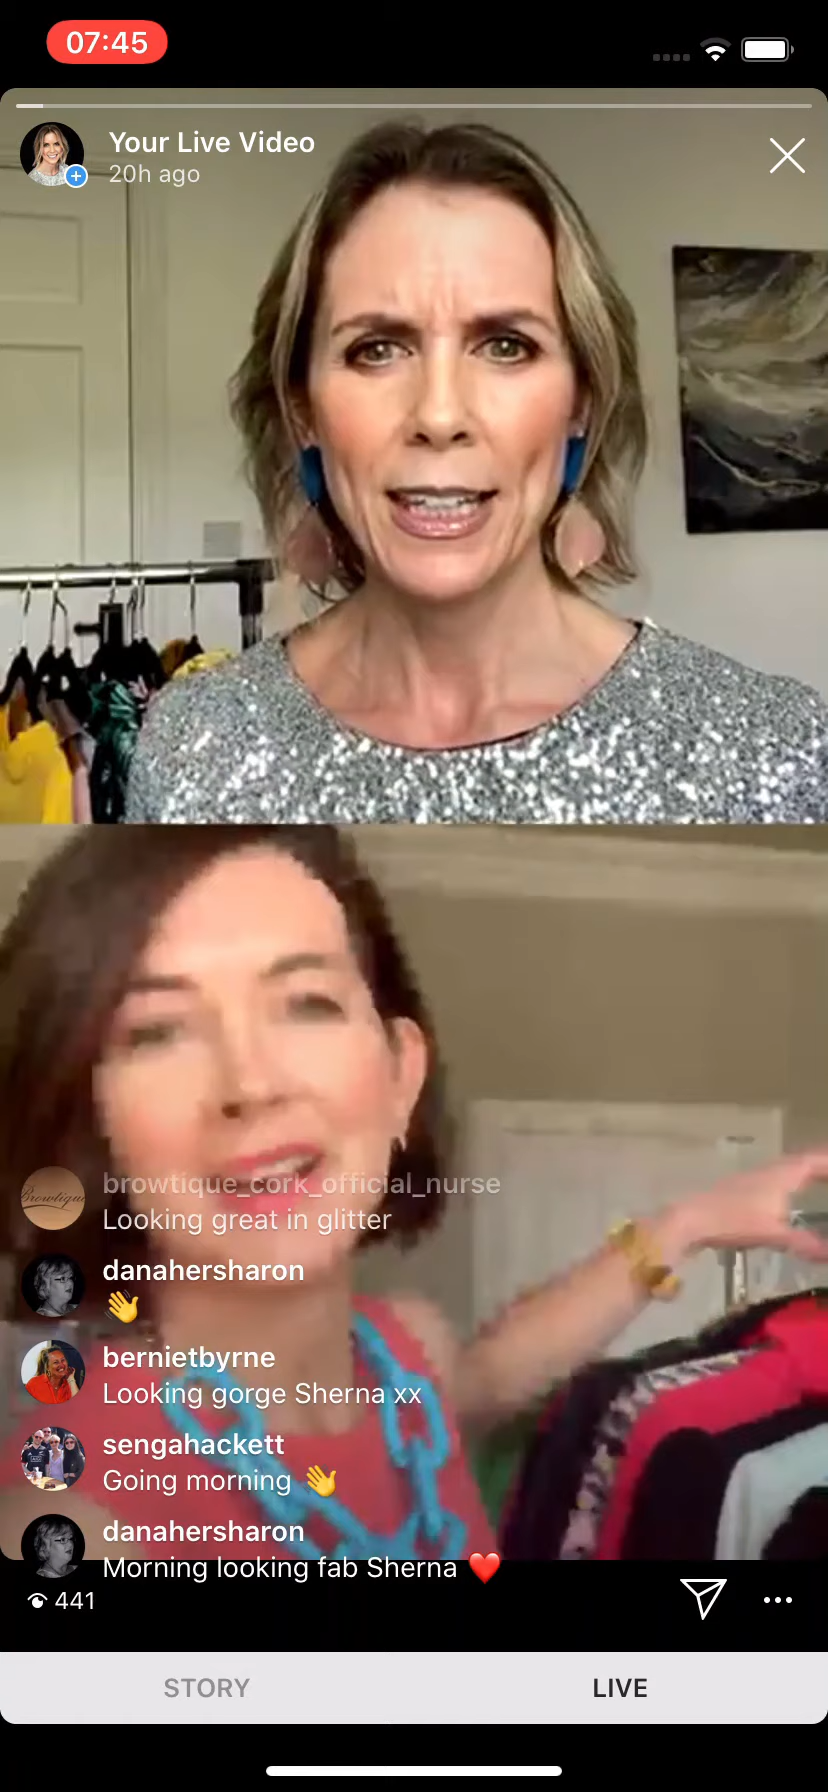 07:45
Your Live Video
20h ago
Browtique
browtique_cork_official_nurse
Looking great in glitter
danahersharon
👋
bernietbyrne
Looking gorge Sherna xx
sengahackett
Going morning 👋
danahersharon
Morning looking fab Sherna ❤️
441
STORY
LIVE